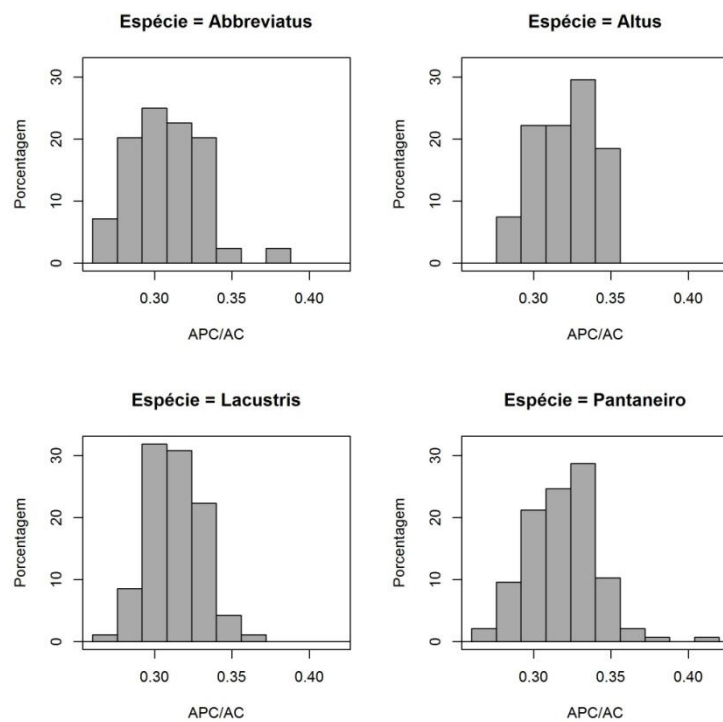 Espécie = Abbreviatus
Porcentagem
30
20
10
0
0.30 0.35 0.40
APC/AC
Espécie = Altus
Porcentagem
30
20
10
0
0.30 0.35 0.40
APC/AC
Espécie = Lacustris
Porcentagem
30
20
10
0
0.30 0.35 0.40
APC/AC
Espécie = Pantaneiro
Porcentagem
30
20
10
0
0.30 0.35 0.40
APC/AC